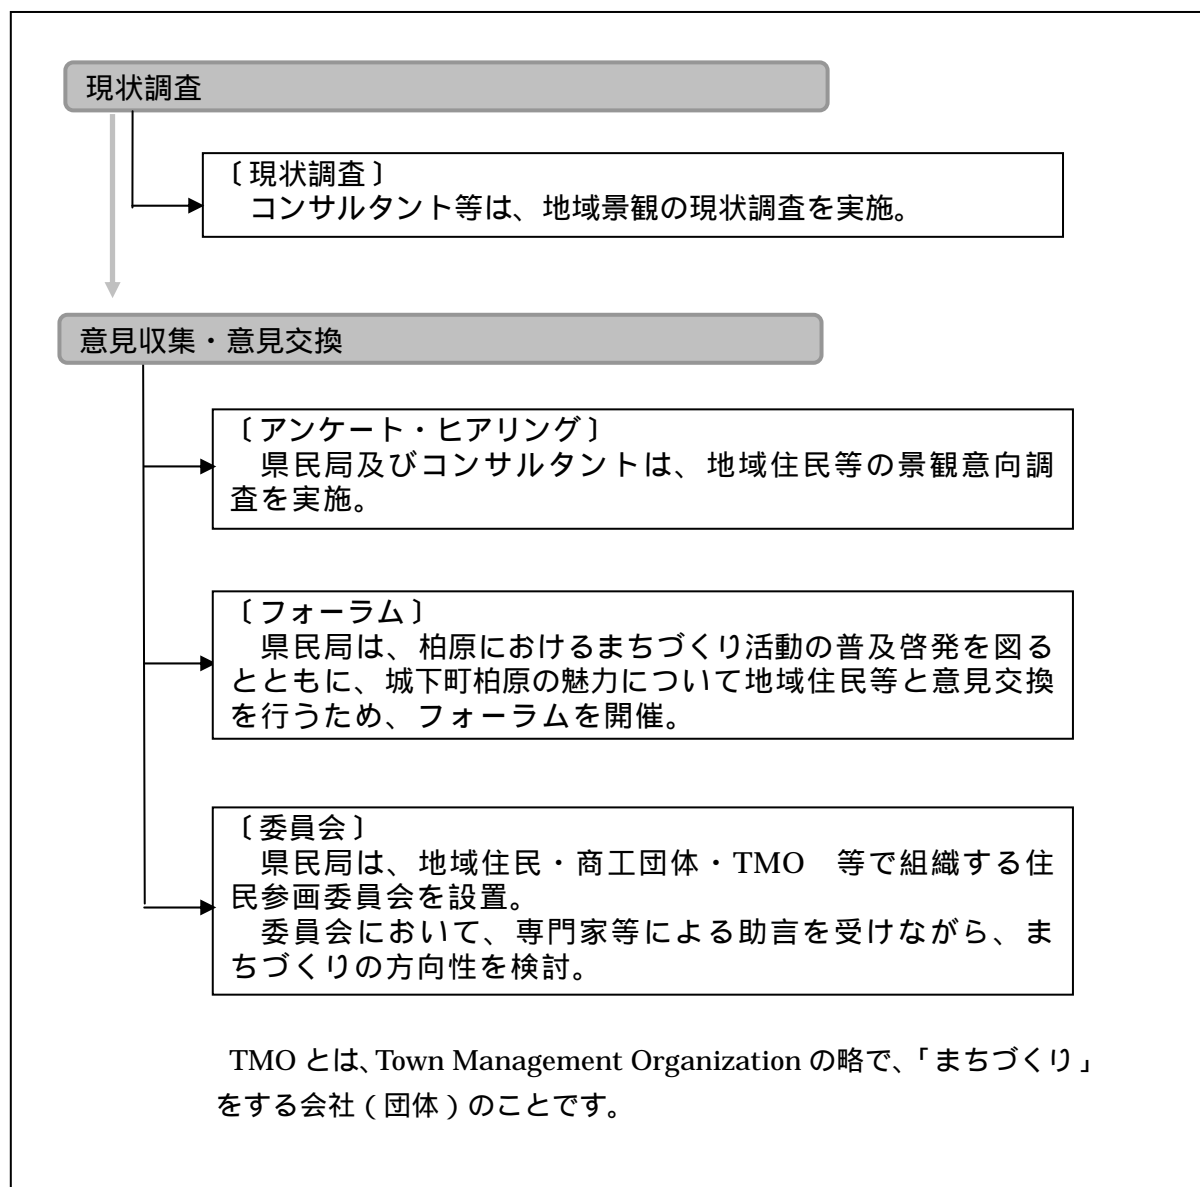 現状調査
〔現状調査〕
コンサルタント等は、地域景観の現状調査を実施。
意見収集・意見交換
〔アンケート・ヒアリング〕
県民局及びコンサルタントは、地域住民等の景観意向調
査を実施。
〔フォーラム〕
県民局は、柏原におけるまちづくり活動の普及啓発を図る
とともに、城下町柏原の魅力について地域住民等と意見交換
を行うため、フォーラムを開催。
〔委員会〕
県民局は、地域住民・商工団体・TMO　等で組織する住
民参画委員会を設置。
委員会において、専門家等による助言を受けながら、ま
ちづくりの方向性を検討。
TMO とは、Town Management Organization の略で、「まちづくり」
をする会社（団体）のことです。